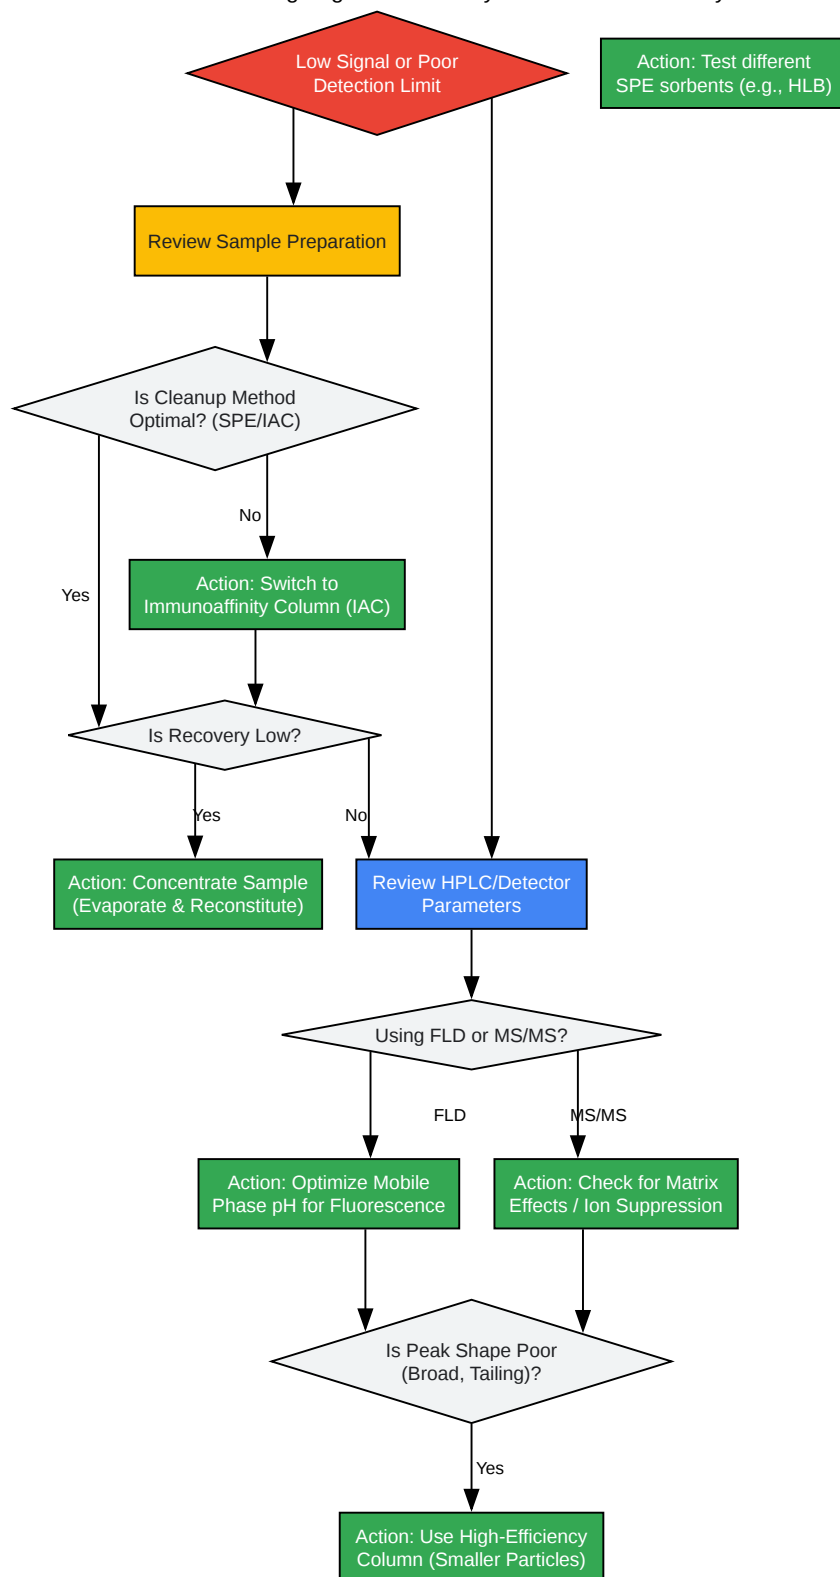 Low Signal or Poor
Detection Limit
Action: Test different
SPE sorbents (e.g., HLB)
Review Sample Preparation
Is Cleanup Method
Optimal? (SPE/IAC)
No
Yes
Action: Switch to
Immunoaffinity Column (IAC)
Is Recovery Low?
Yes
No
Action: Concentrate Sample
(Evaporate & Reconstitute)
Review HPLC/Detector
Parameters
Using FLD or MS/MS?
FLD
MS/MS
Action: Optimize Mobile
Phase pH for Fluorescence
Action: Check for Matrix
Effects / Ion Suppression
Is Peak Shape Poor
(Broad, Tailing)?
Yes
Action: Use High-Efficiency
Column (Smaller Particles)